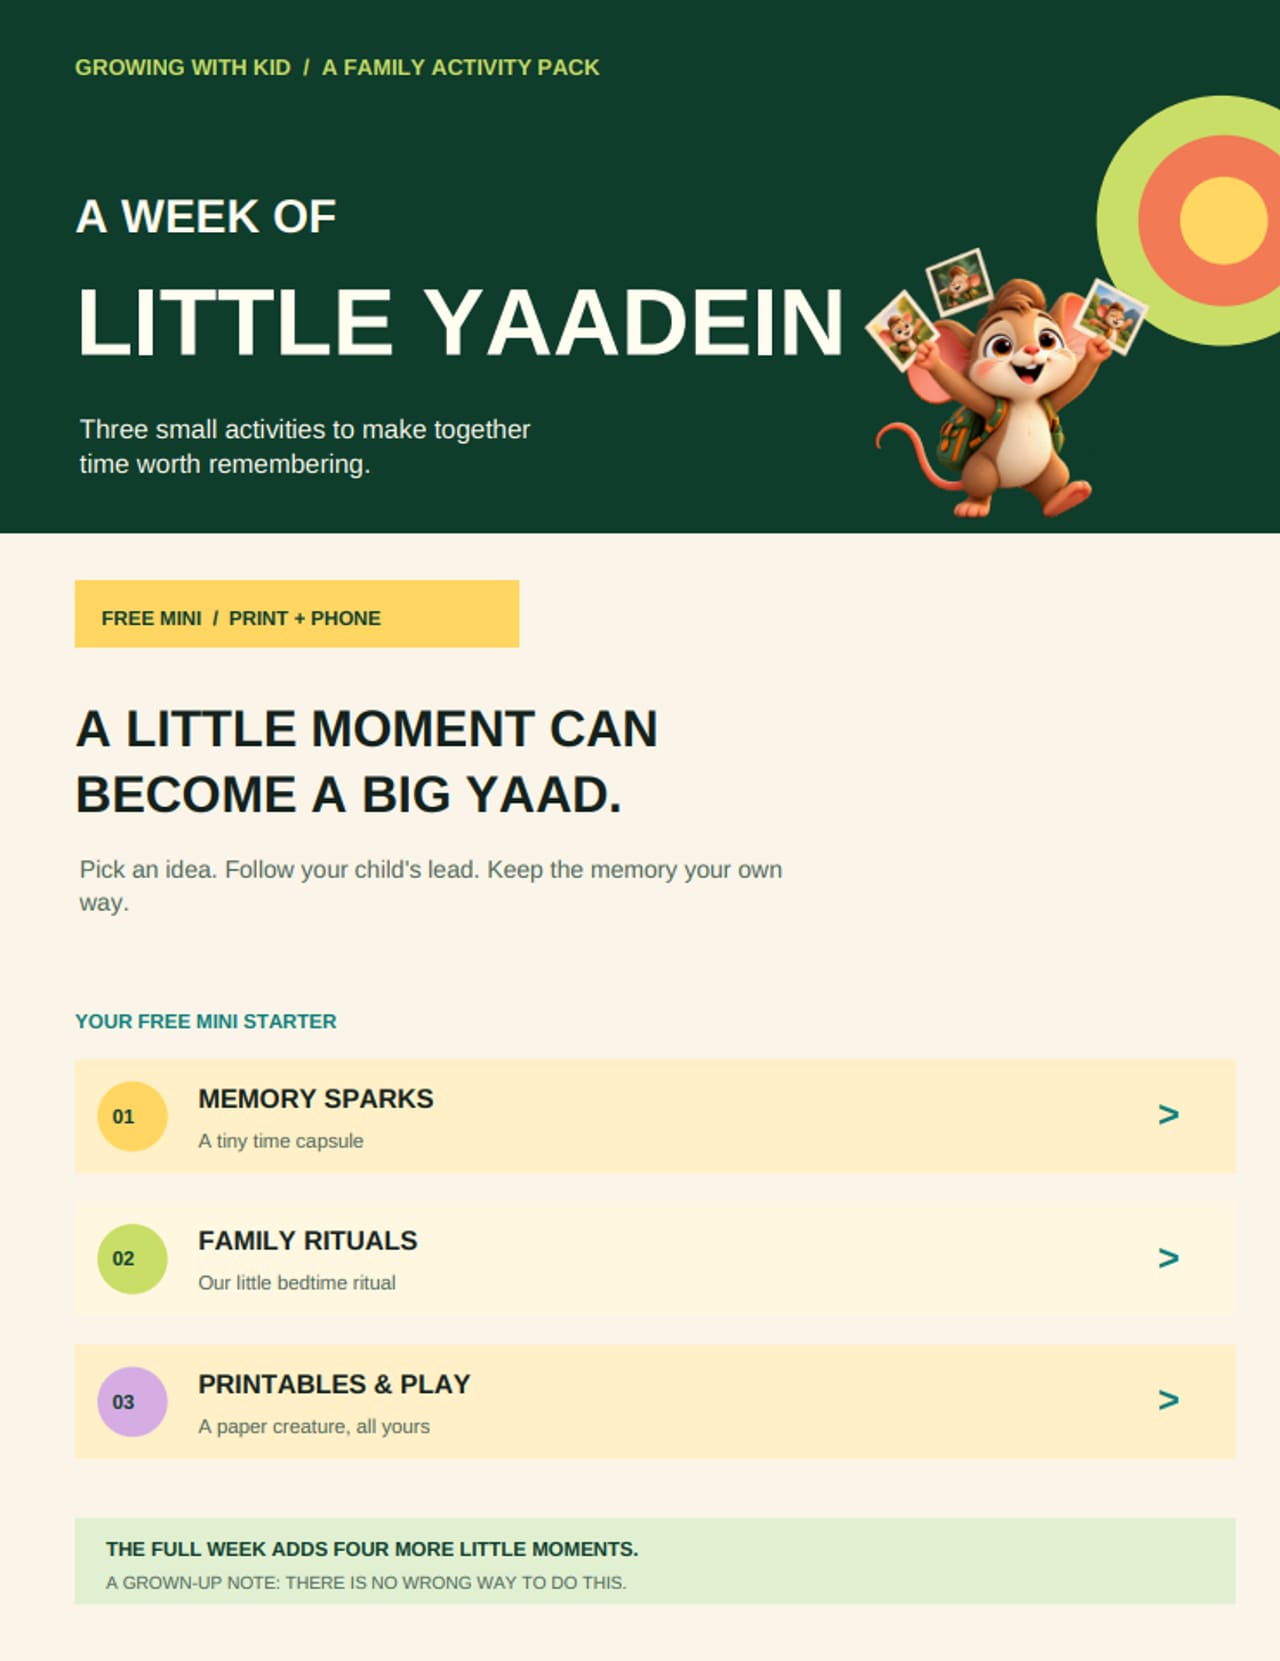 GROWING WITH KID / A FAMILY ACTIVITY PACK
A WEEK OF
LITTLE YAADEIN
Three small activities to make together
time worth remembering.
FREE MINI / PRINT + PHONE
A LITTLE MOMENT CAN
BECOME A BIG YAAD.
Pick an idea. Follow your child's lead. Keep the memory your own
way.
YOUR FREE MINI STARTER
01
MEMORY SPARKS
A tiny time capsule
>
02
FAMILY RITUALS
Our little bedtime ritual
>
03
PRINTABLES & PLAY
A paper creature, all yours
>
THE FULL WEEK ADDS FOUR MORE LITTLE MOMENTS.
A GROWN-UP NOTE: THERE IS NO WRONG WAY TO DO THIS.